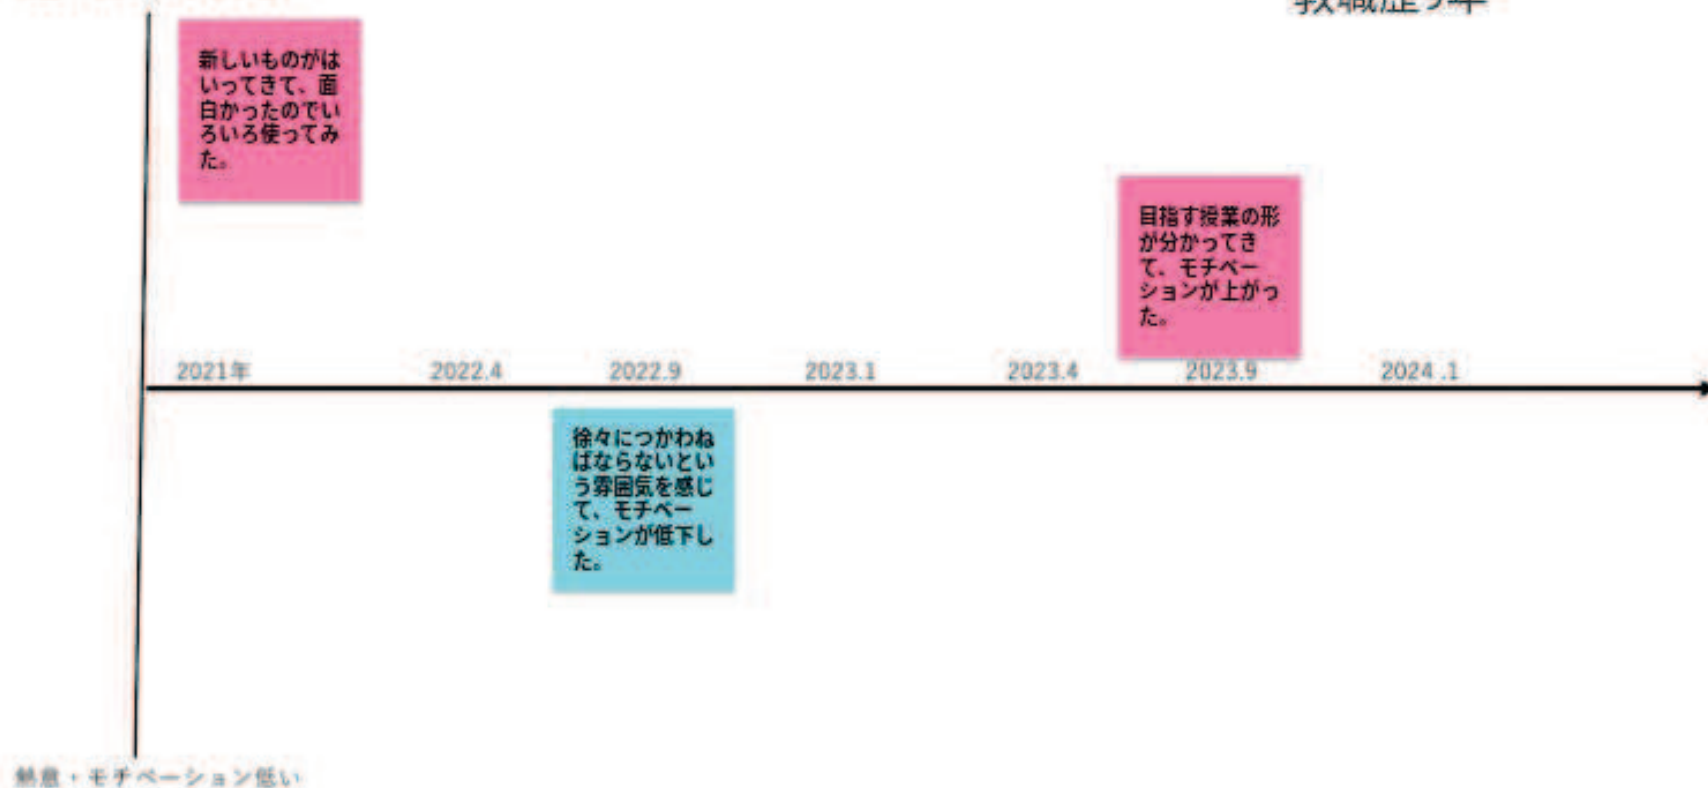 教職歴9年
新しいものがは
いってきて、面
白かったのでい
ろいろ使ってみ
た。
目指す授業の形
が分かってき
て、モチベー
ションが上がっ
た。
2021年 2022.4 2022.9 2023.1 2023.4 2023.9 2024 .1
徐々につかわね
ばならないとい
う雰囲気を感じ
て、モチベー
ションが低下し
た。
熱意・モチベーション低い